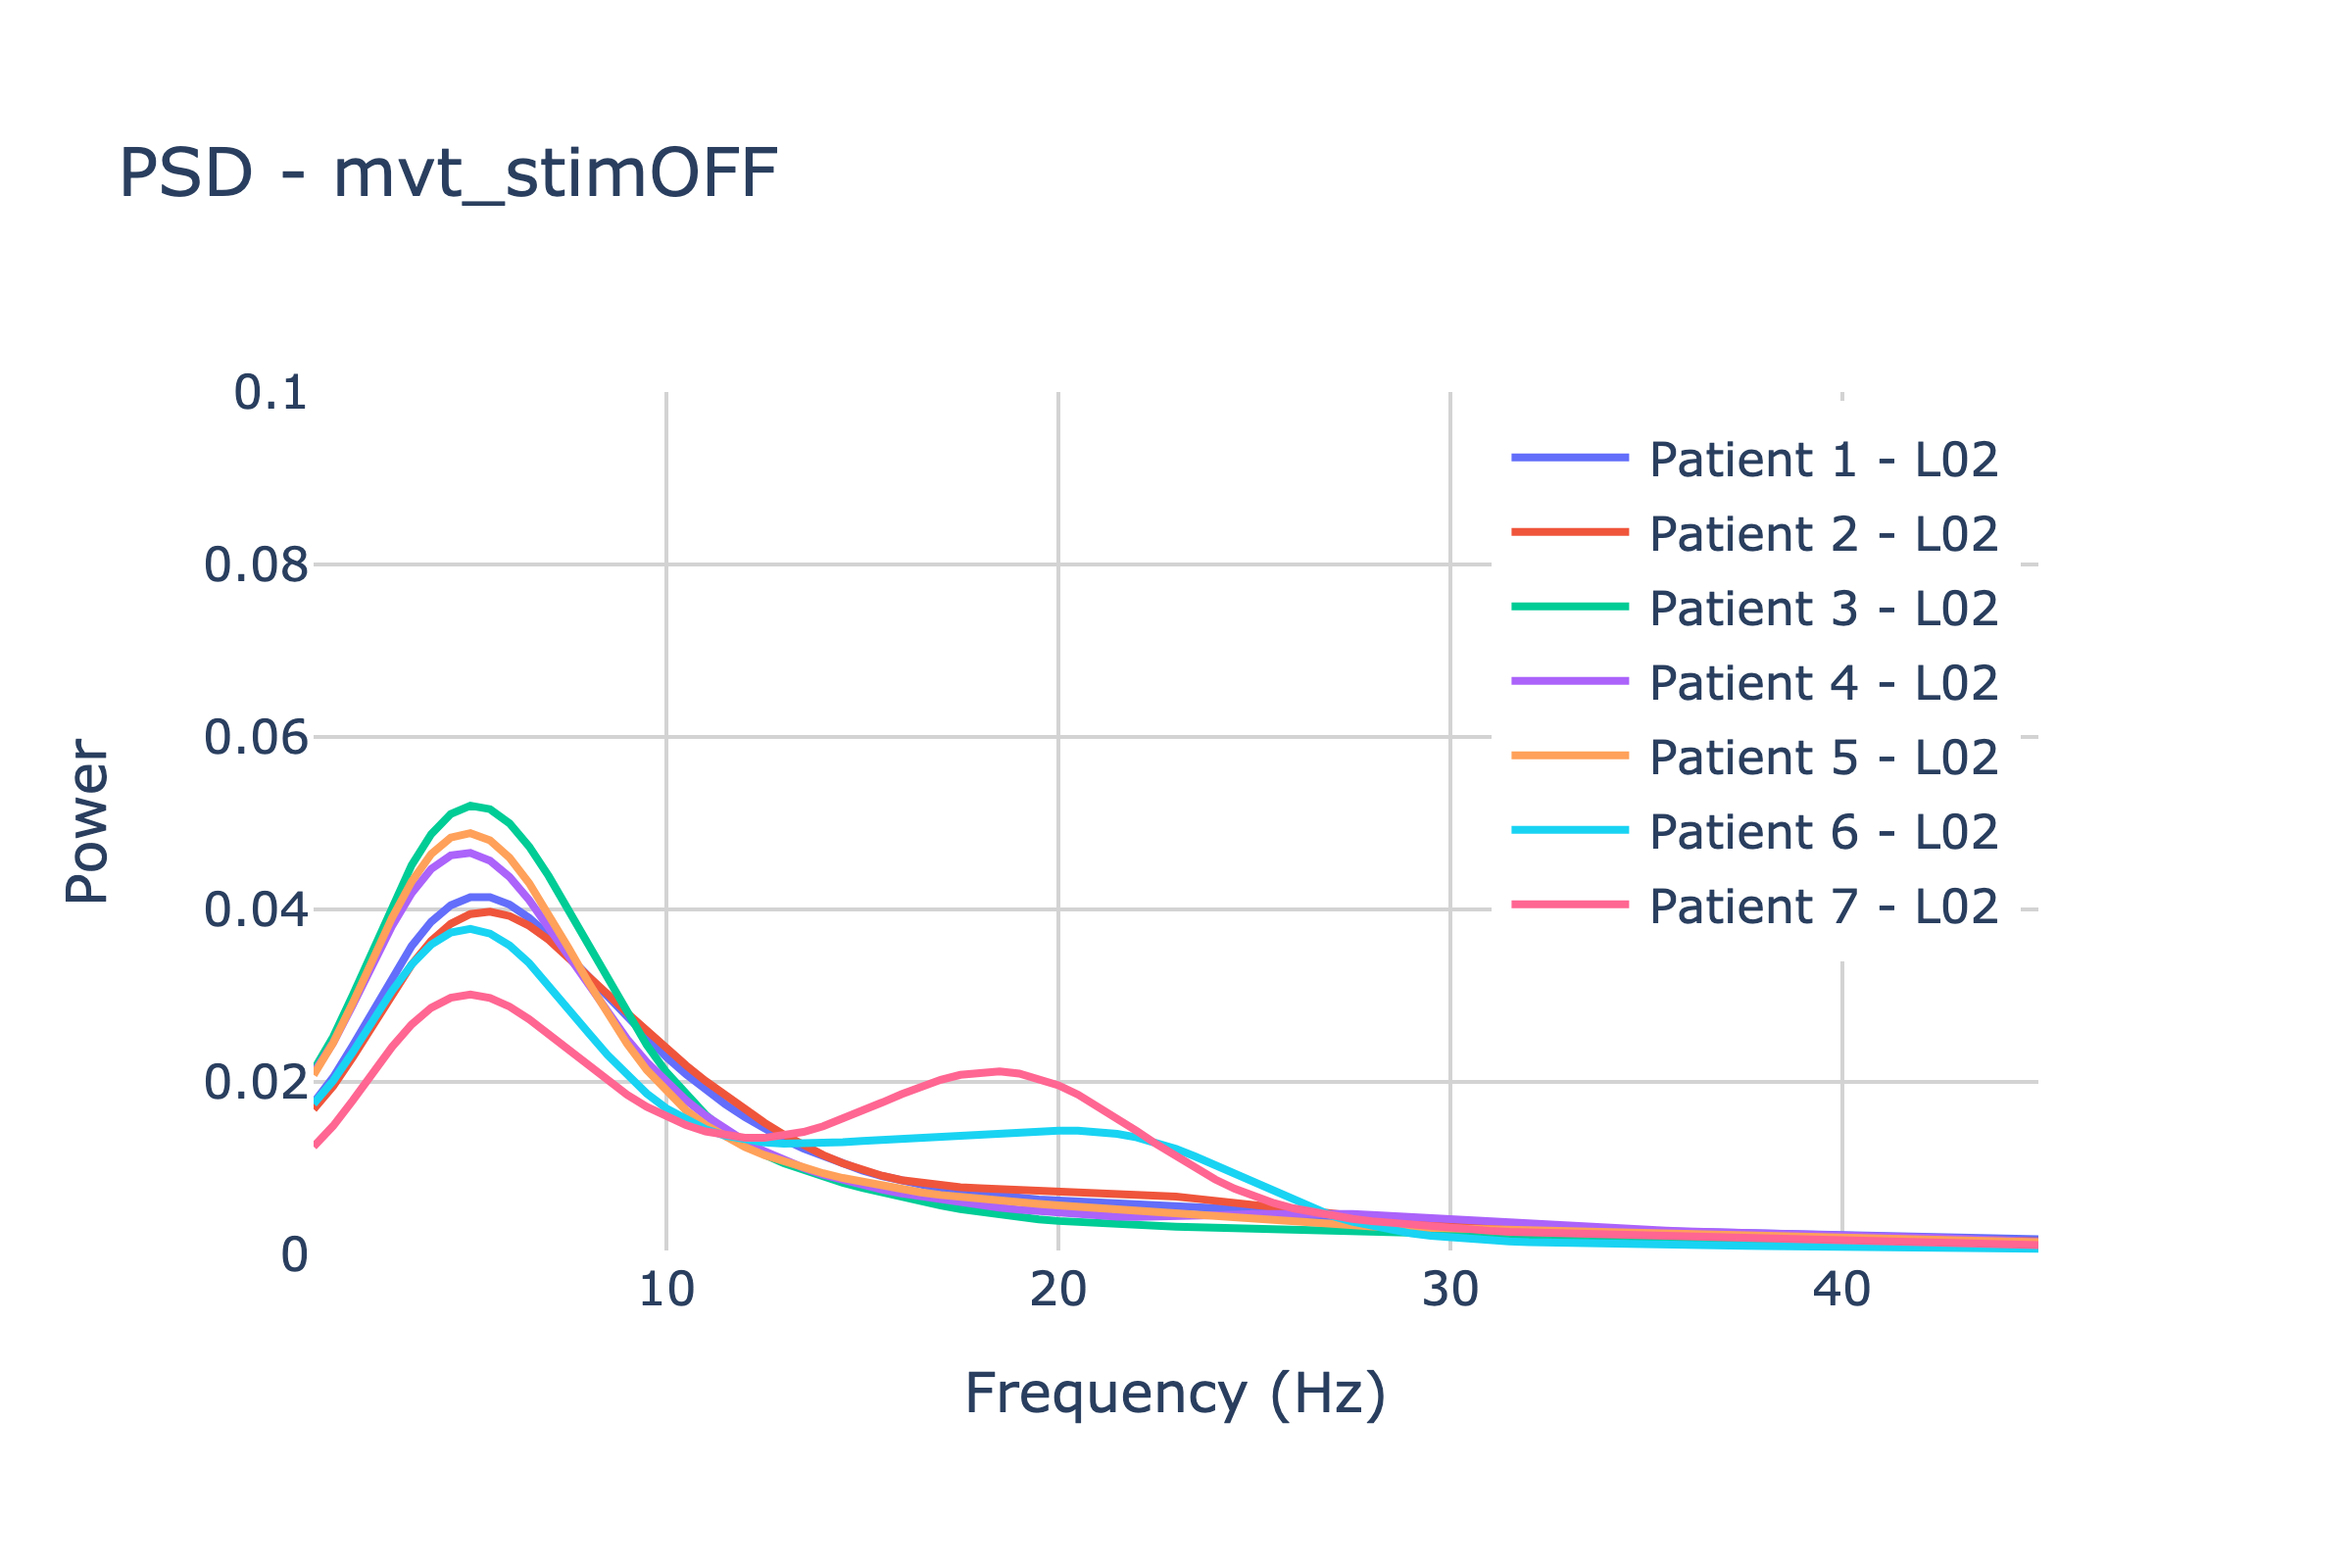 PSD - mvt_stimOFF
0.1
0.08
0.06
0.04
0.02
0
Power
10
20
30
40
Frequency (Hz)
Patient 1 - L02
Patient 2 - L02
Patient 3 - L02
Patient 4 - L02
Patient 5 - L02
Patient 6 - L02
Patient 7 - L02